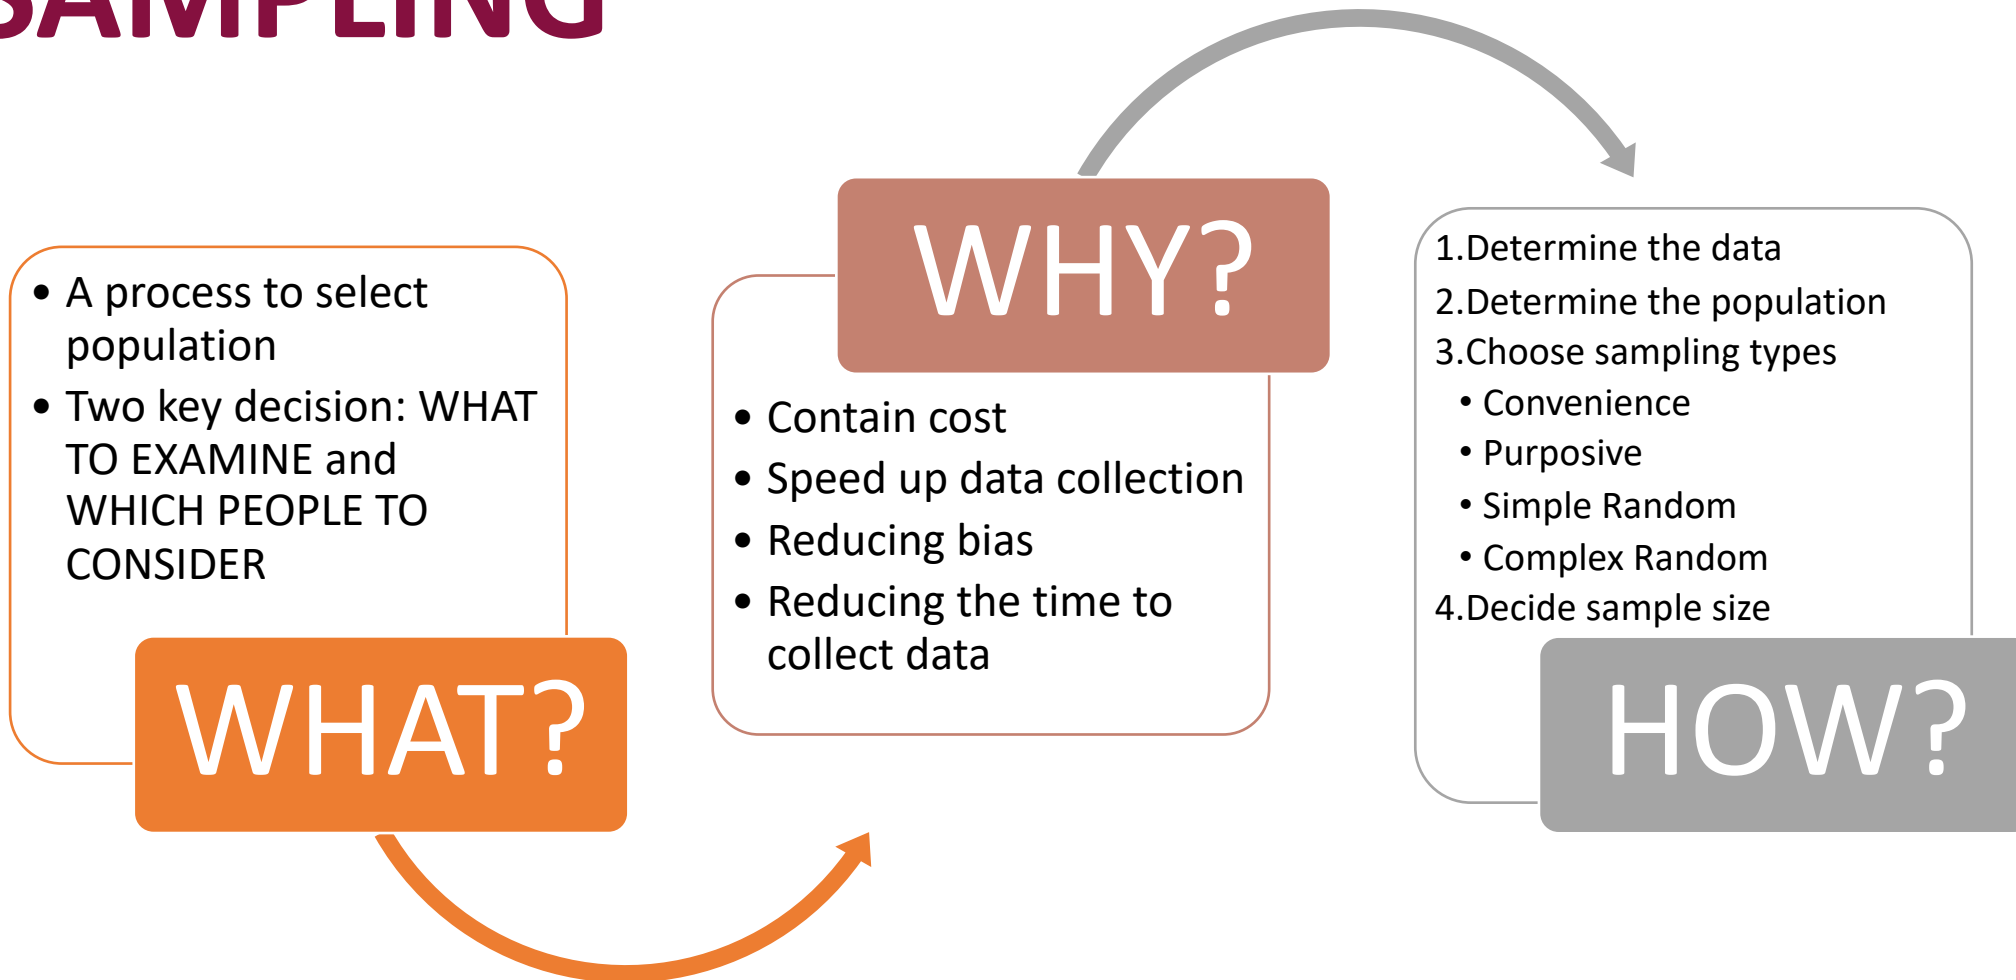 SAMPLING
• A process to select
population
• Two key decision: WHAT
TO EXAMINE and
WHICH PEOPLE TO
CONSIDER
WHAT?
WHY?
• Contain cost
• Speed up data collection
• Reducing bias
• Reducing the time to
collect data
1.Determine the data
2.Determine the population
3.Choose sampling types
• Convenience
• Purposive
• Simple Random
• Complex Random
4.Decide sample size
HOW?